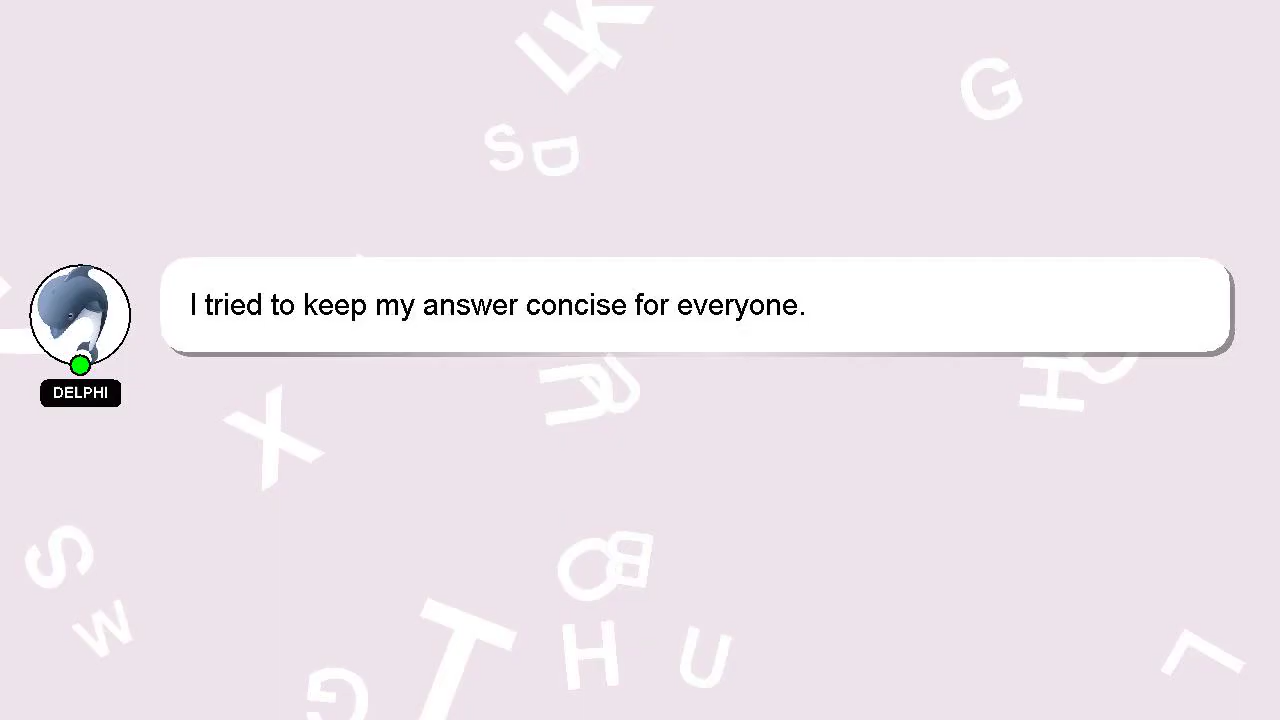 I tried to keep my answer concise for everyone.
DELPHI
L
K
G
S
D
U
U
H
X
S
C
B
W
T
H
U
L
G